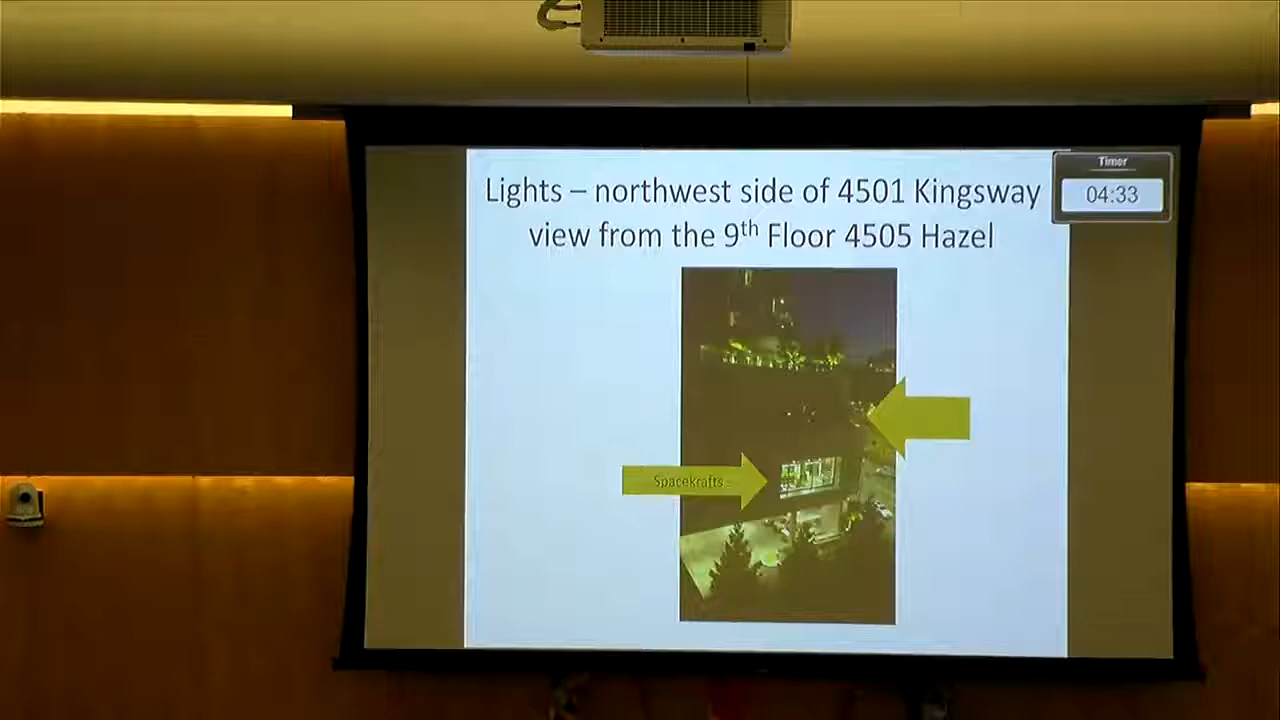 Lights – northwest side of 4501 Kingsway
view from the 9th Floor 4505 Hazel
Timer
04:33
Spacekrafts